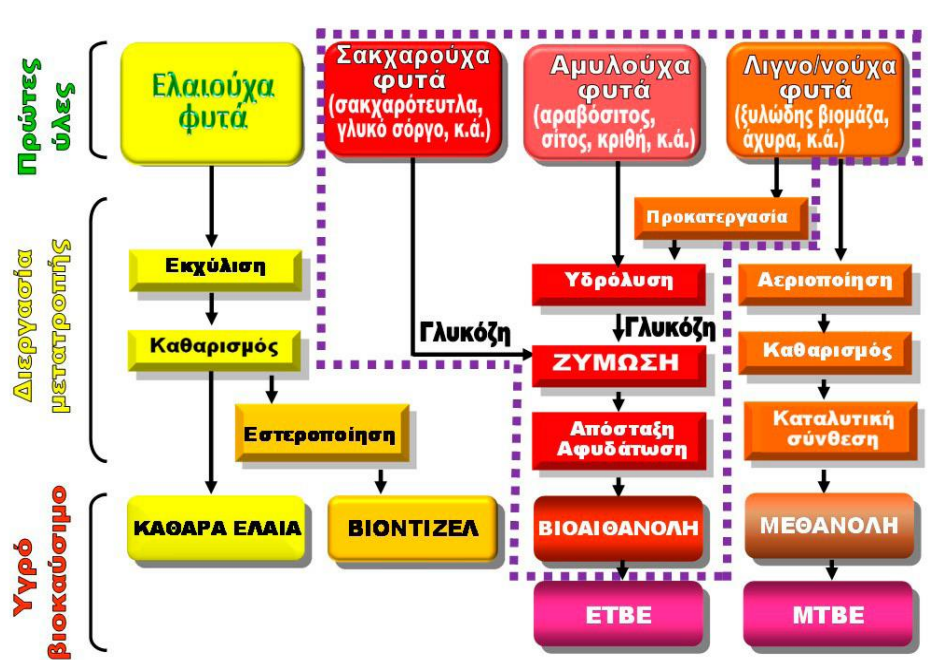 Πρώτες
ύλες
Ελαιούχα
φυτά
Σακχαρούχα
φυτά
(σακχαρότευτλα,
γλυκό σόργο, κ.ά.)
Αμυλούχα
φυτά
(αραβόσιτος,
σίτος, κριθή, κ.ά.)
Λιγνο/νούχα
φυτά
(ξυλώδης βιομάζα,
άχυρα, κ.ά.)
Διεργασία
μετατροπής
Προκατεργασία
Εκχύλιση
Υδρόλυση
Αεριοποίηση
Γλυκόζη
Γλυκόζη
Καθαρισμός
ΖΥΜΩΣΗ
Καθαρισμός
Εστεροποίηση
Απόσταξη
Αφυδάτωση
Καταλυτική
σύνθεση
Υγρό
βιοκαύσιμο
ΚΑΘΑΡΑ ΕΛΑΙΑ
ΒΙΟΝΤΙΖΕΛ
ΒΙΟΑΙΘΑΝΟΛΗ
ΜΕΘΑΝΟΛΗ
ETBE
MTBE